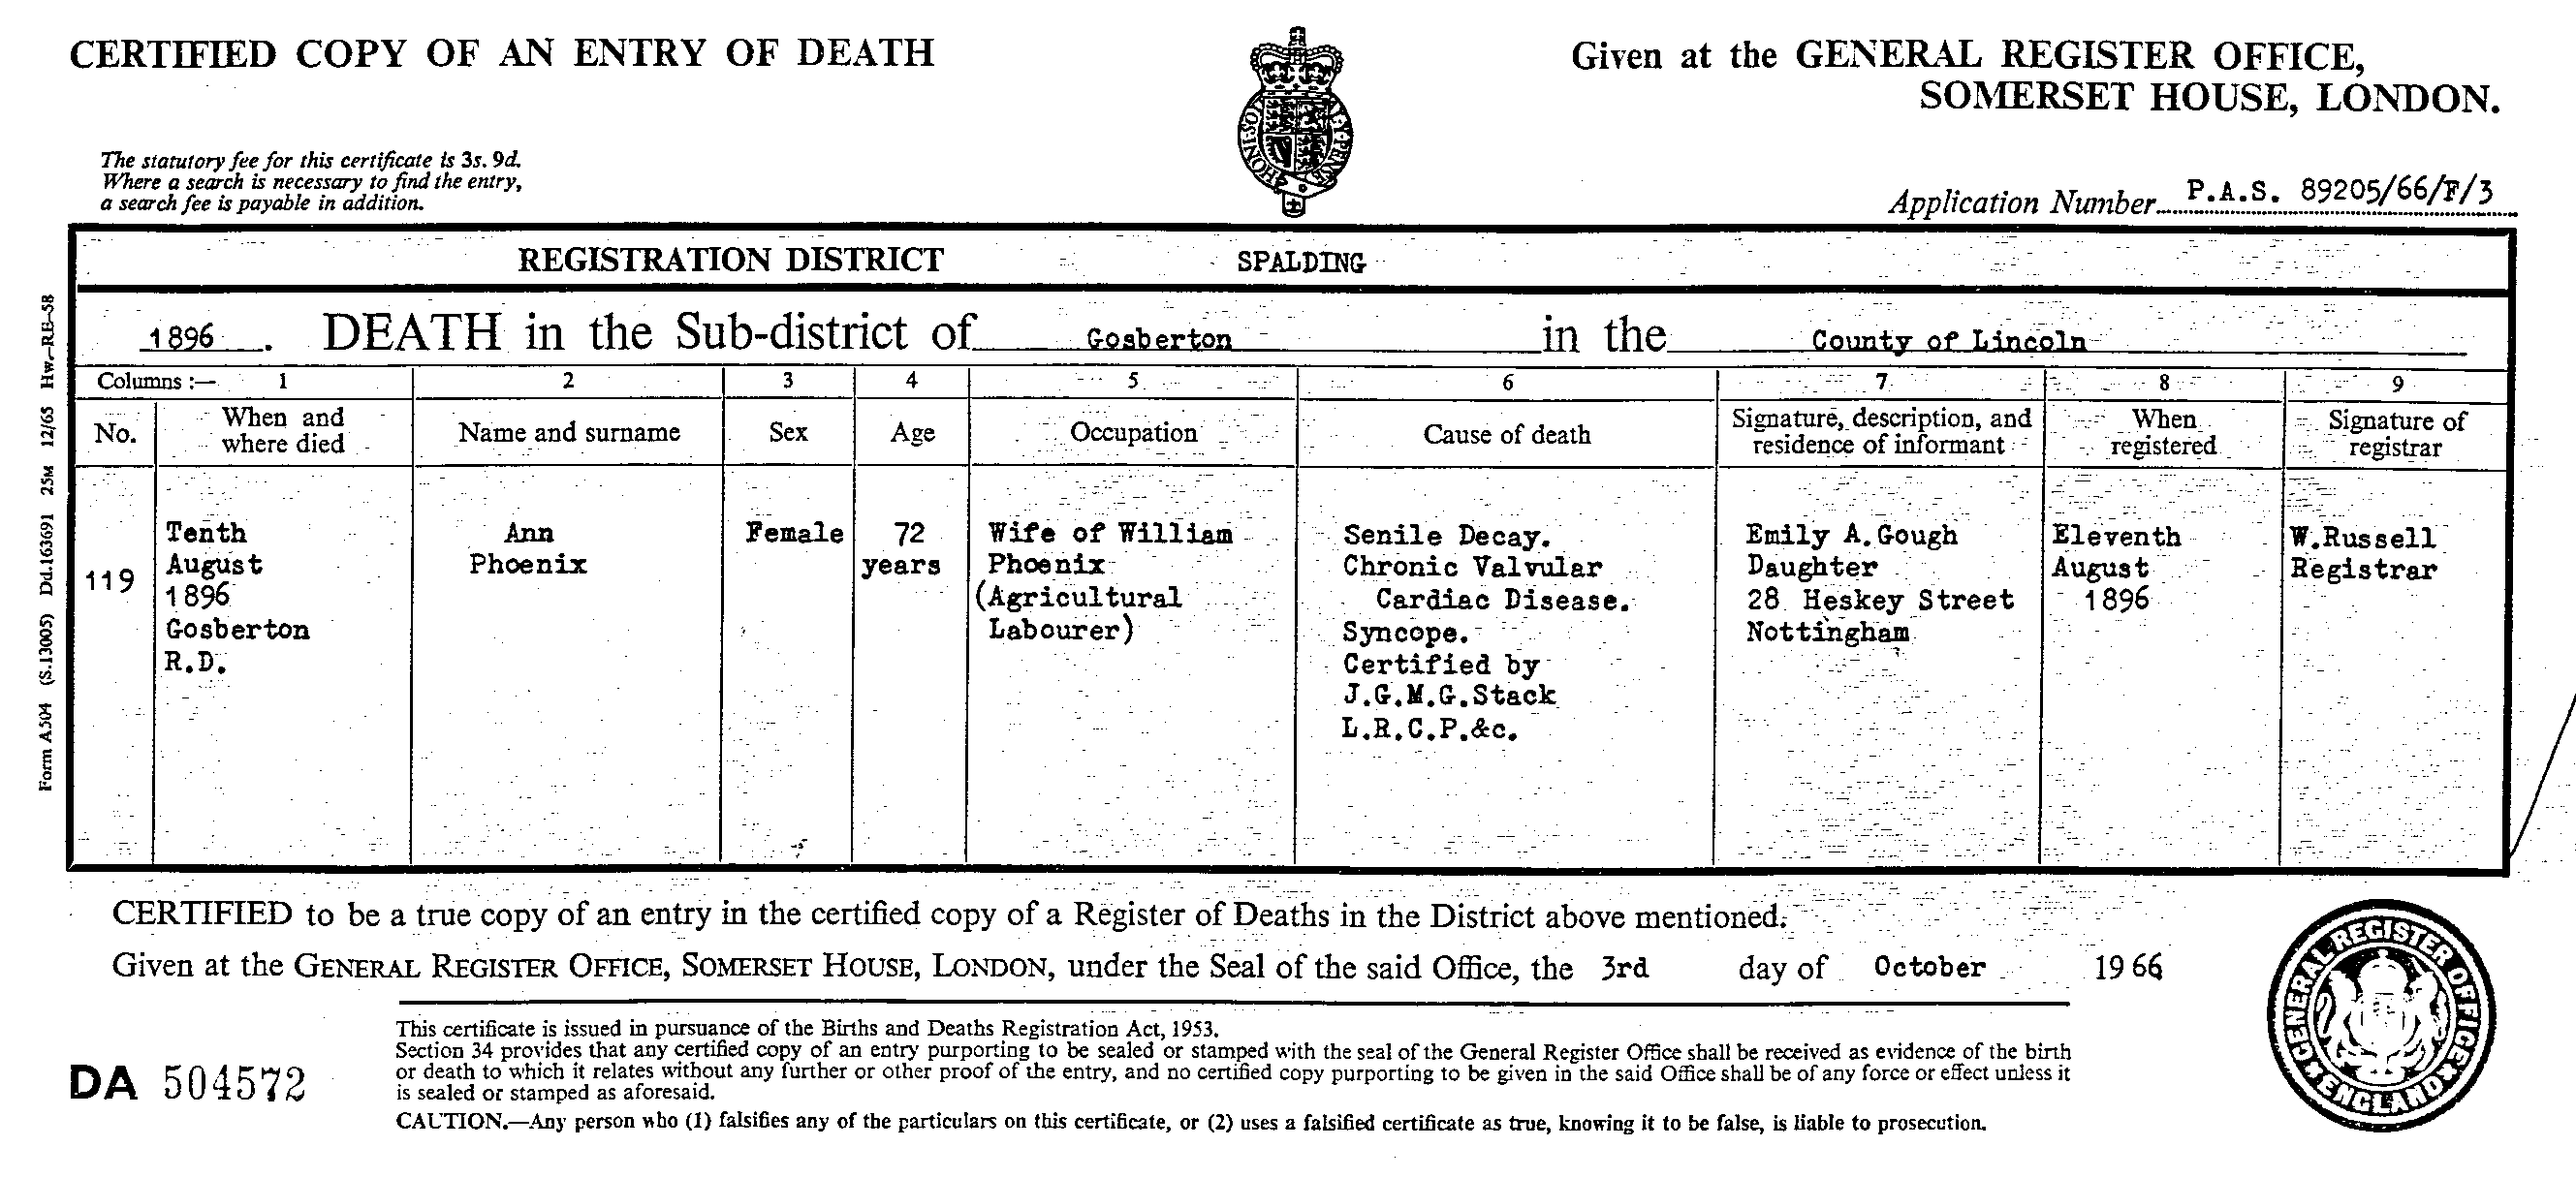 CERTIFIED COPY OF AN ENTRY OF DEATH
Given at the GENERAL REGISTER OFFICE,
SOMERSET HOUSE, LONDON.
The statutory fee for this certificate is 3s. 9d.
Where a search is necessary to find the entry,
a search fee is payable in addition.
HONI·SOI
Y·PENSE
Application Number P.A.S. 89205/66/F/3
REGISTRATION DISTRICT SPALDING
1896. DEATH in the Sub-district of Gosberton in the County of Lincoln
Columns :— 1 2 3 4 5 6 7 8 9
No.
When and
where died
Name and surname
Sex
Age
Occupation
Cause of death
Signature, description, and
residence of informant
When
registered
Signature of
registrar
119
Tenth
August
1896
Gosberton
R.D.
Ann
Phoenix
Female
72
years
Wife of William
Phoenix
(Agricultural
Labourer)
Senile Decay.
Chronic Valvular
Cardiac Disease.
Syncope.
Certified by
J.G.M.G.Stack
L.R.C.P.&c.
Emily A.Gough
Daughter
28 Heskey Street
Nottingham
Eleventh
August
1896
W.Russell
Registrar
Form A504 (S.13005) Dd.163691 25M 12/65 Hw.—RE-58
CERTIFIED to be a true copy of an entry in the certified copy of a Register of Deaths in the District above mentioned.
Given at the GENERAL REGISTER OFFICE, SOMERSET HOUSE, LONDON, under the Seal of the said Office, the 3rd day of October 1966
This certificate is issued in pursuance of the Births and Deaths Registration Act, 1953.
Section 34 provides that any certified copy of an entry purporting to be sealed or stamped with the seal of the General Register Office shall be received as evidence of the birth
or death to which it relates without any further or other proof of the entry, and no certified copy purporting to be given in the said Office shall be of any force or effect unless it
is sealed or stamped as aforesaid.
CAUTION.—Any person who (1) falsifies any of the particulars on this certificate, or (2) uses a falsified certificate as true, knowing it to be false, is liable to prosecution.
DA 504572
GENERAL REGISTER OFFICE
ENGLAND